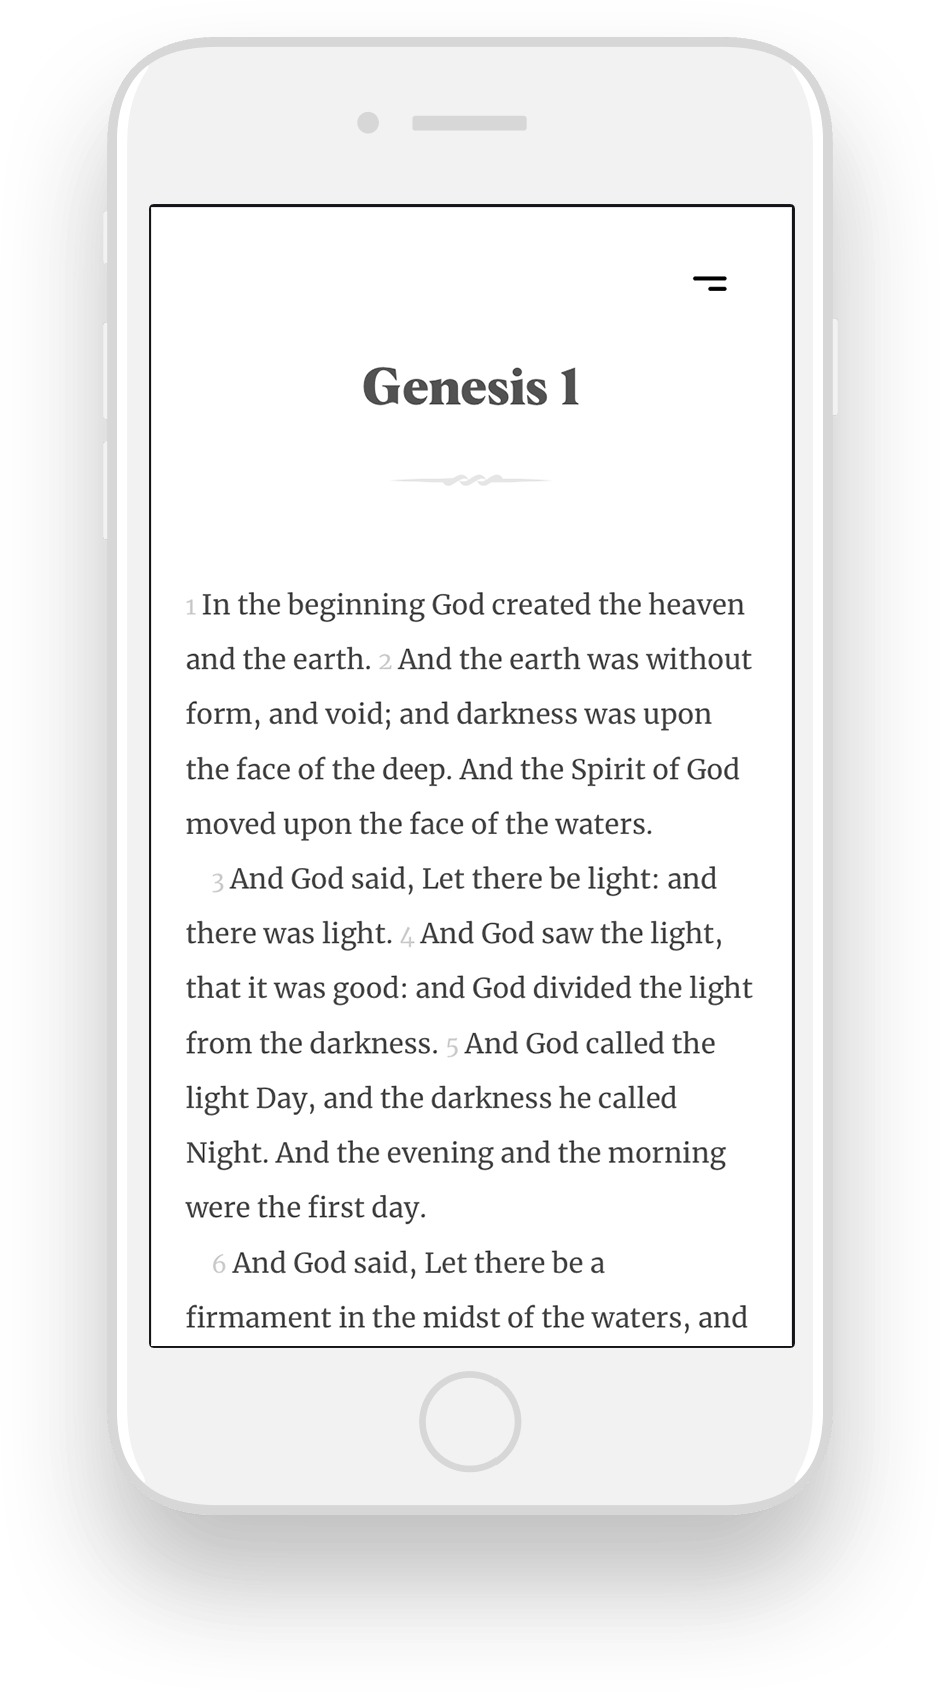 Genesis 1
1 In the beginning God created the heaven
and the earth. 2 And the earth was without
form, and void; and darkness was upon
the face of the deep. And the Spirit of God
moved upon the face of the waters.
3 And God said, Let there be light: and
there was light. 4 And God saw the light,
that it was good: and God divided the light
from the darkness. 5 And God called the
light Day, and the darkness he called
Night. And the evening and the morning
were the first day.
6 And God said, Let there be a
firmament in the midst of the waters, and